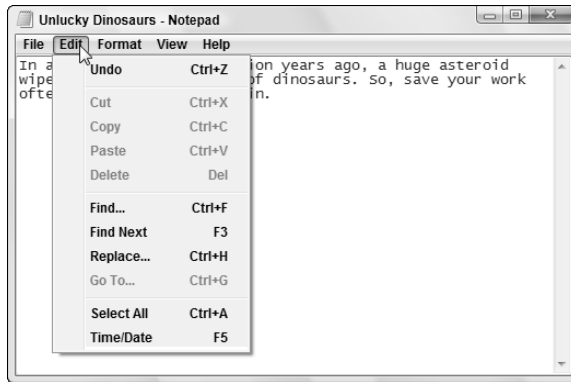 Unlucky Dinosaurs - Notepad
File Edit Format View Help
In a ion years ago, a huge asteroid
wipe of dinosaurs. So, save your work
ofte in.
Undo Ctrl+Z
Cut Ctrl+X
Copy Ctrl+C
Paste Ctrl+V
Delete Del
Find... Ctrl+F
Find Next F3
Replace... Ctrl+H
Go To... Ctrl+G
Select All Ctrl+A
Time/Date F5